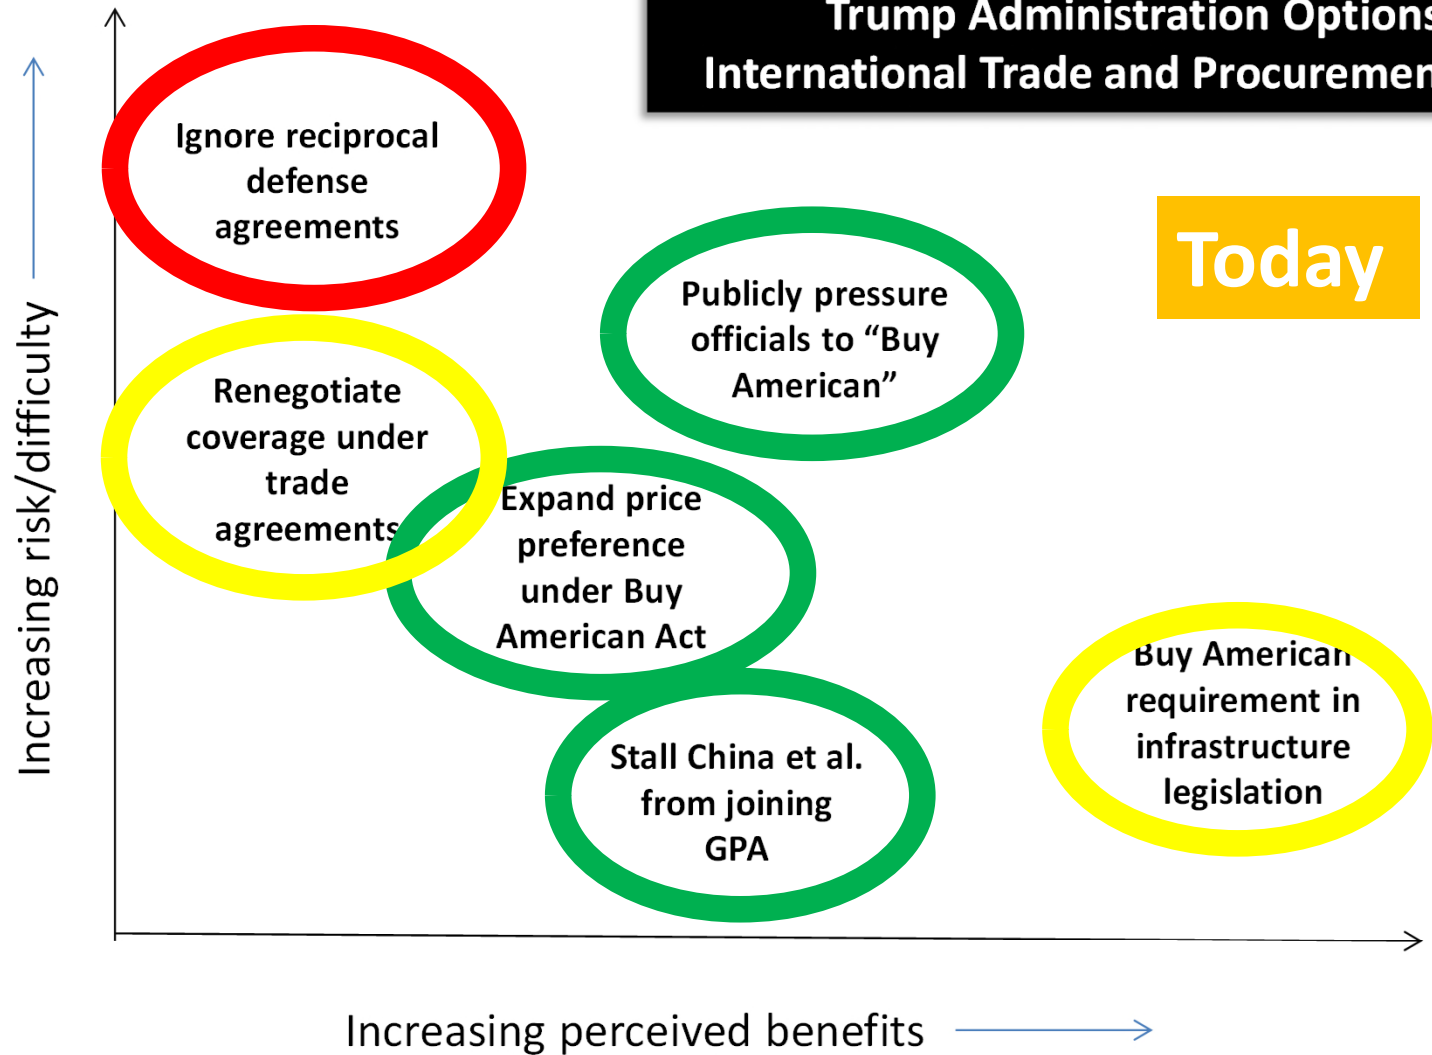 Trump Administration Options
International Trade and Procuremen
Ignore reciprocal
defense
agreements
Today
Publicly pressure
officials to “Buy
American”
Renegotiate
coverage under
trade
agreements
Expand price
preference
under Buy
American Act
Buy American
requirement in
infrastructure
legislation
Stall China et al.
from joining
GPA
Increasing risk/difficulty
Increasing perceived benefits